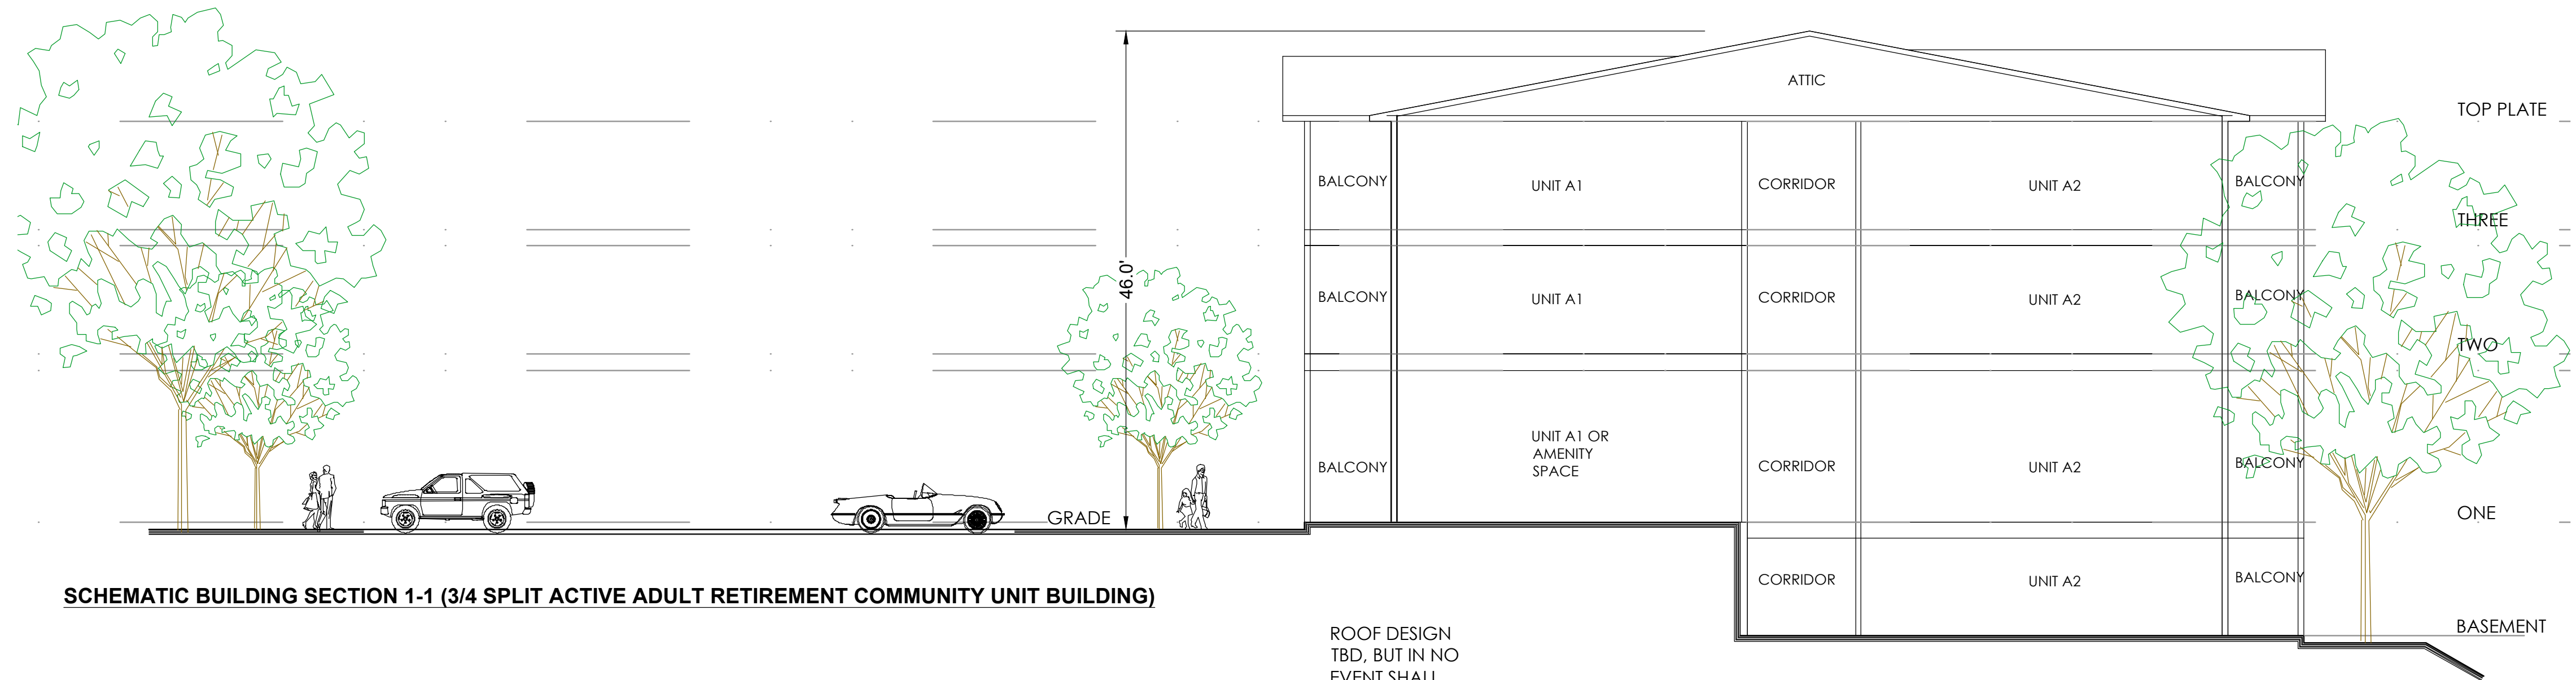 ATTIC
TOP PLATE
BALCONY UNIT A1 CORRIDOR UNIT A2 BALCONY
THREE
46.0'
BALCONY UNIT A1 CORRIDOR UNIT A2 BALCONY
TWO
UNIT A1 OR
AMENITY
SPACE
BALCONY CORRIDOR UNIT A2 BALCONY
GRADE
ONE
CORRIDOR UNIT A2 BALCONY
SCHEMATIC BUILDING SECTION 1-1 (3/4 SPLIT ACTIVE ADULT RETIREMENT COMMUNITY UNIT BUILDING)
BASEMENT
ROOF DESIGN
TBD, BUT IN NO
EVENT SHALL